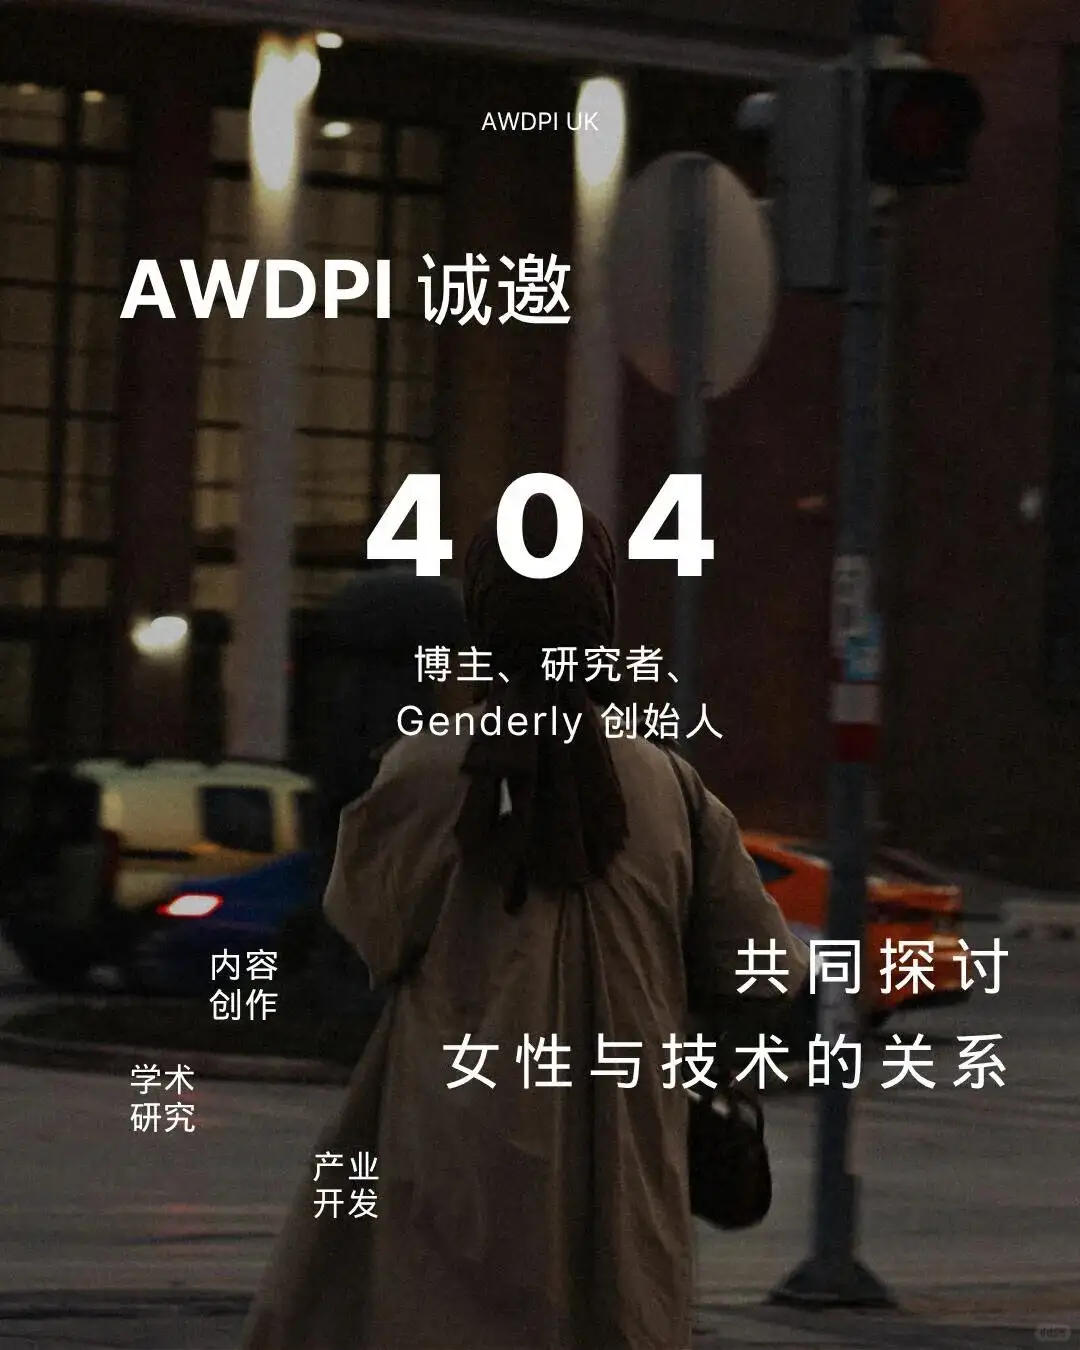 AWDPI UK
AWDPI 诚邀
404
博主、研究者、
Genderly 创始人
共同探讨
女性与技术的关系
内容
创作
学术
研究
产业
开发